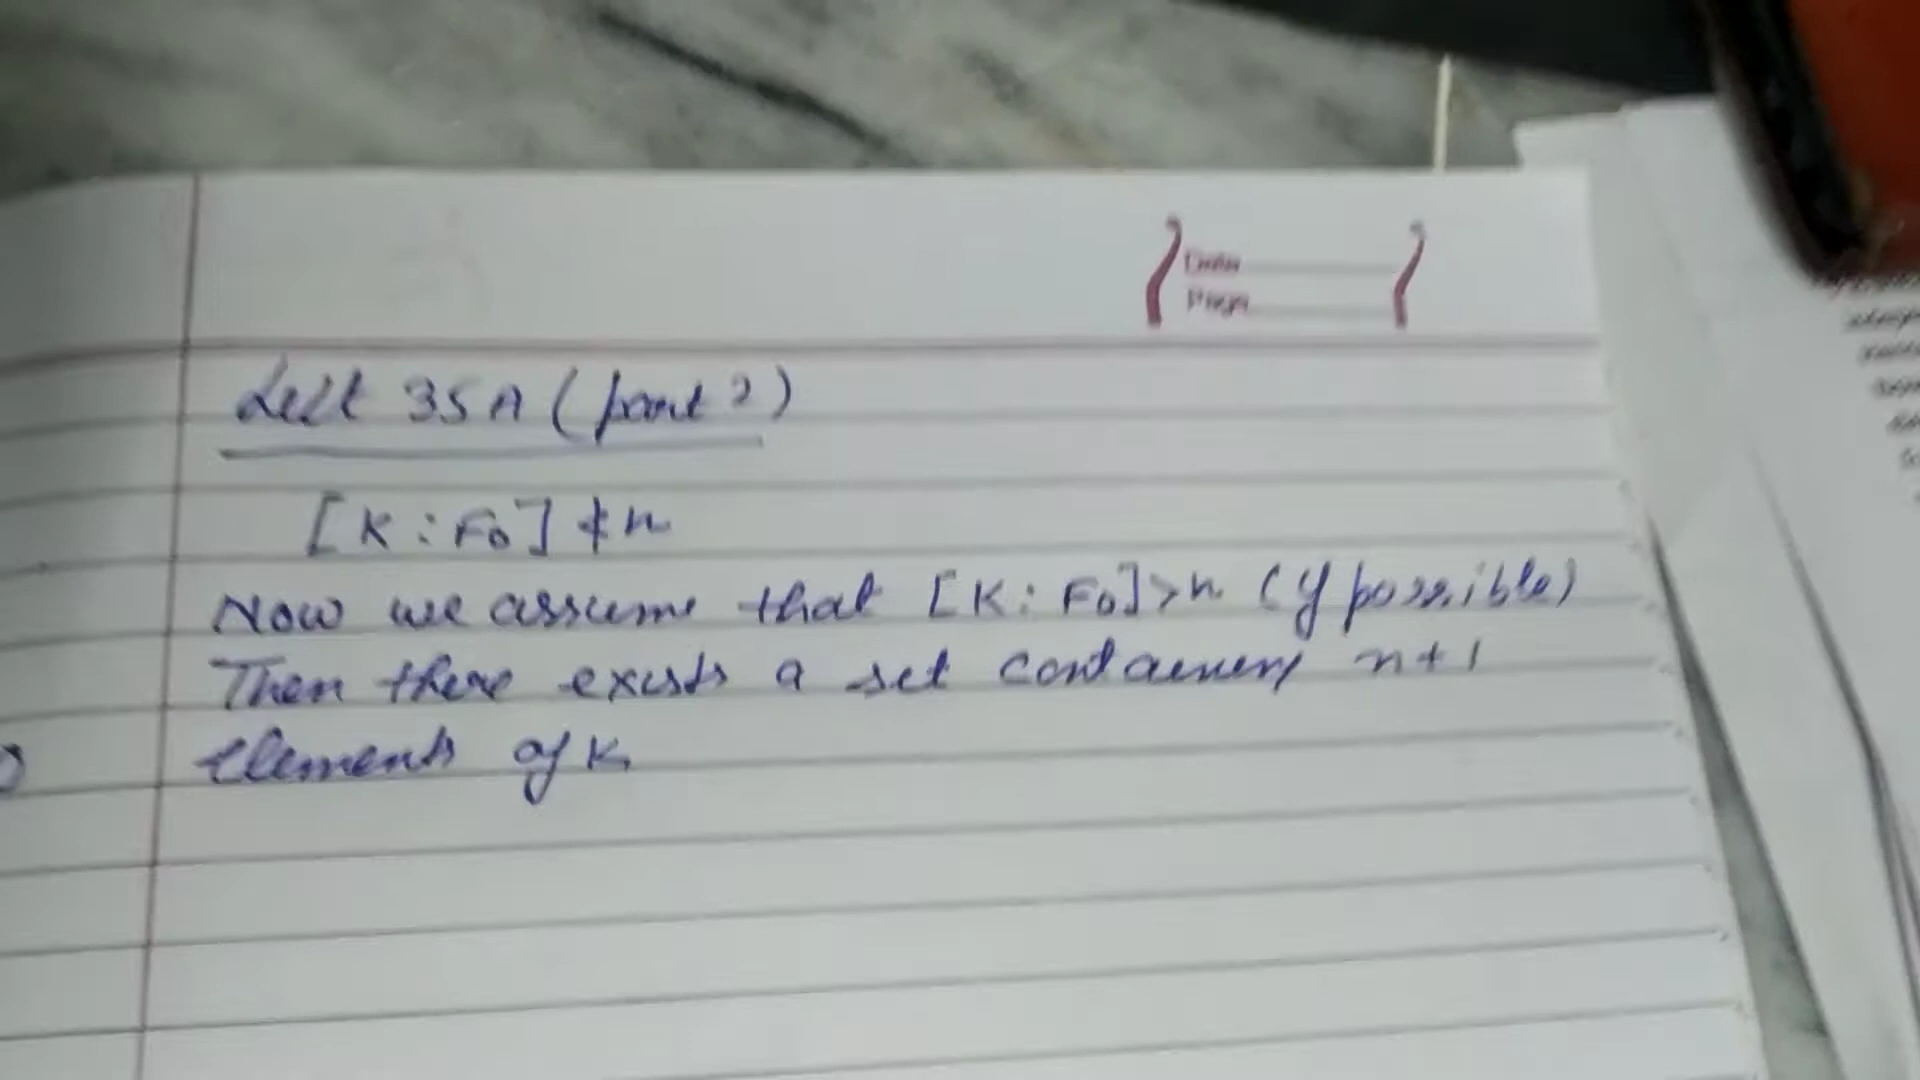 Date
Page
Lect 35A (part 2)
[K : F0] ≮ n
Now we assume that [K : F0] > n (if possible)
Then there exists a set containing n+1
elements of K